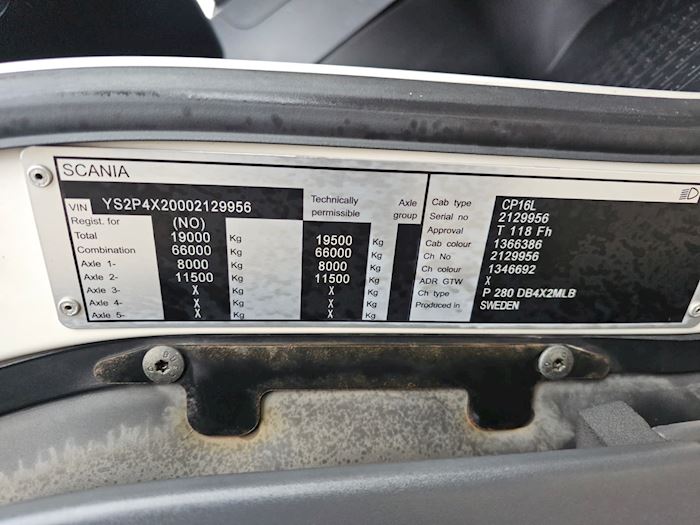 SCANIA
VIN YS2P4X20002129956 Technically permissible Axle group
Regist. for (NO)
Total 19000 Kg 19500 Kg
Combination 66000 Kg 66000 Kg
Axle 1- 8000 Kg 8000 Kg
Axle 2- 11500 Kg 11500 Kg
Axle 3- X Kg X Kg
Axle 4- X Kg X Kg
Axle 5- X Kg X Kg
Cab type CP16L
Serial no 2129956
Approval T 118 Fh
Cab colour 1366386
Ch No 2129956
Ch colour 1346692
ADR GTW X
Ch type P 280 DB4X2MLB
Produced in SWEDEN